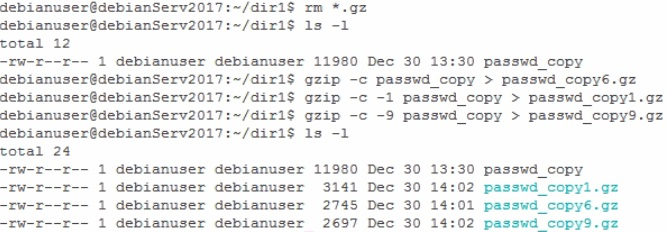 debianuser@debianServ2017:~/dir1$ rm *.gz
debianuser@debianServ2017:~/dir1$ ls -l
total 12
-rw-r--r-- 1 debianuser debianuser 11980 Dec 30 13:30 passwd_copy
debianuser@debianServ2017:~/dir1$ gzip -c passwd_copy > passwd_copy6.gz
debianuser@debianServ2017:~/dir1$ gzip -c -1 passwd_copy > passwd_copy1.gz
debianuser@debianServ2017:~/dir1$ gzip -c -9 passwd_copy > passwd_copy9.gz
debianuser@debianServ2017:~/dir1$ ls -l
total 24
-rw-r--r-- 1 debianuser debianuser 11980 Dec 30 13:30 passwd_copy
-rw-r--r-- 1 debianuser debianuser  3141 Dec 30 14:02 passwd_copy1.gz
-rw-r--r-- 1 debianuser debianuser  2745 Dec 30 14:01 passwd_copy6.gz
-rw-r--r-- 1 debianuser debianuser  2697 Dec 30 14:02 passwd_copy9.gz